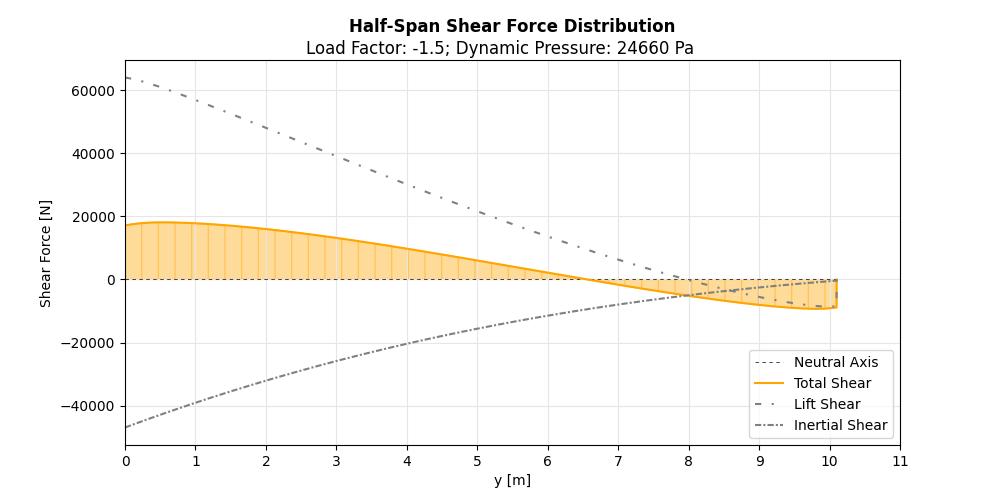 Half-Span Shear Force Distribution
Load Factor: -1.5; Dynamic Pressure: 24660 Pa
Shear Force [N]
60000
40000
20000
0
−20000
−40000
Neutral Axis
Total Shear
Lift Shear
Inertial Shear
0 1 2 3 4 5 6 7 8 9 10 11
y [m]